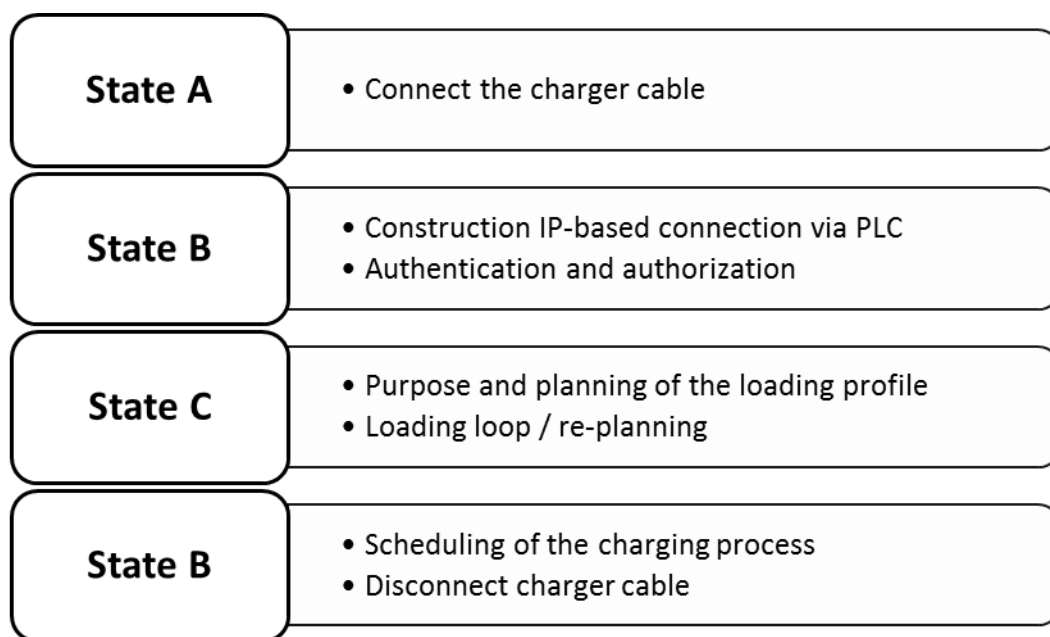 State A
• Connect the charger cable
State B
• Construction IP-based connection via PLC
• Authentication and authorization
State C
• Purpose and planning of the loading profile
• Loading loop / re-planning
State B
• Scheduling of the charging process
• Disconnect charger cable